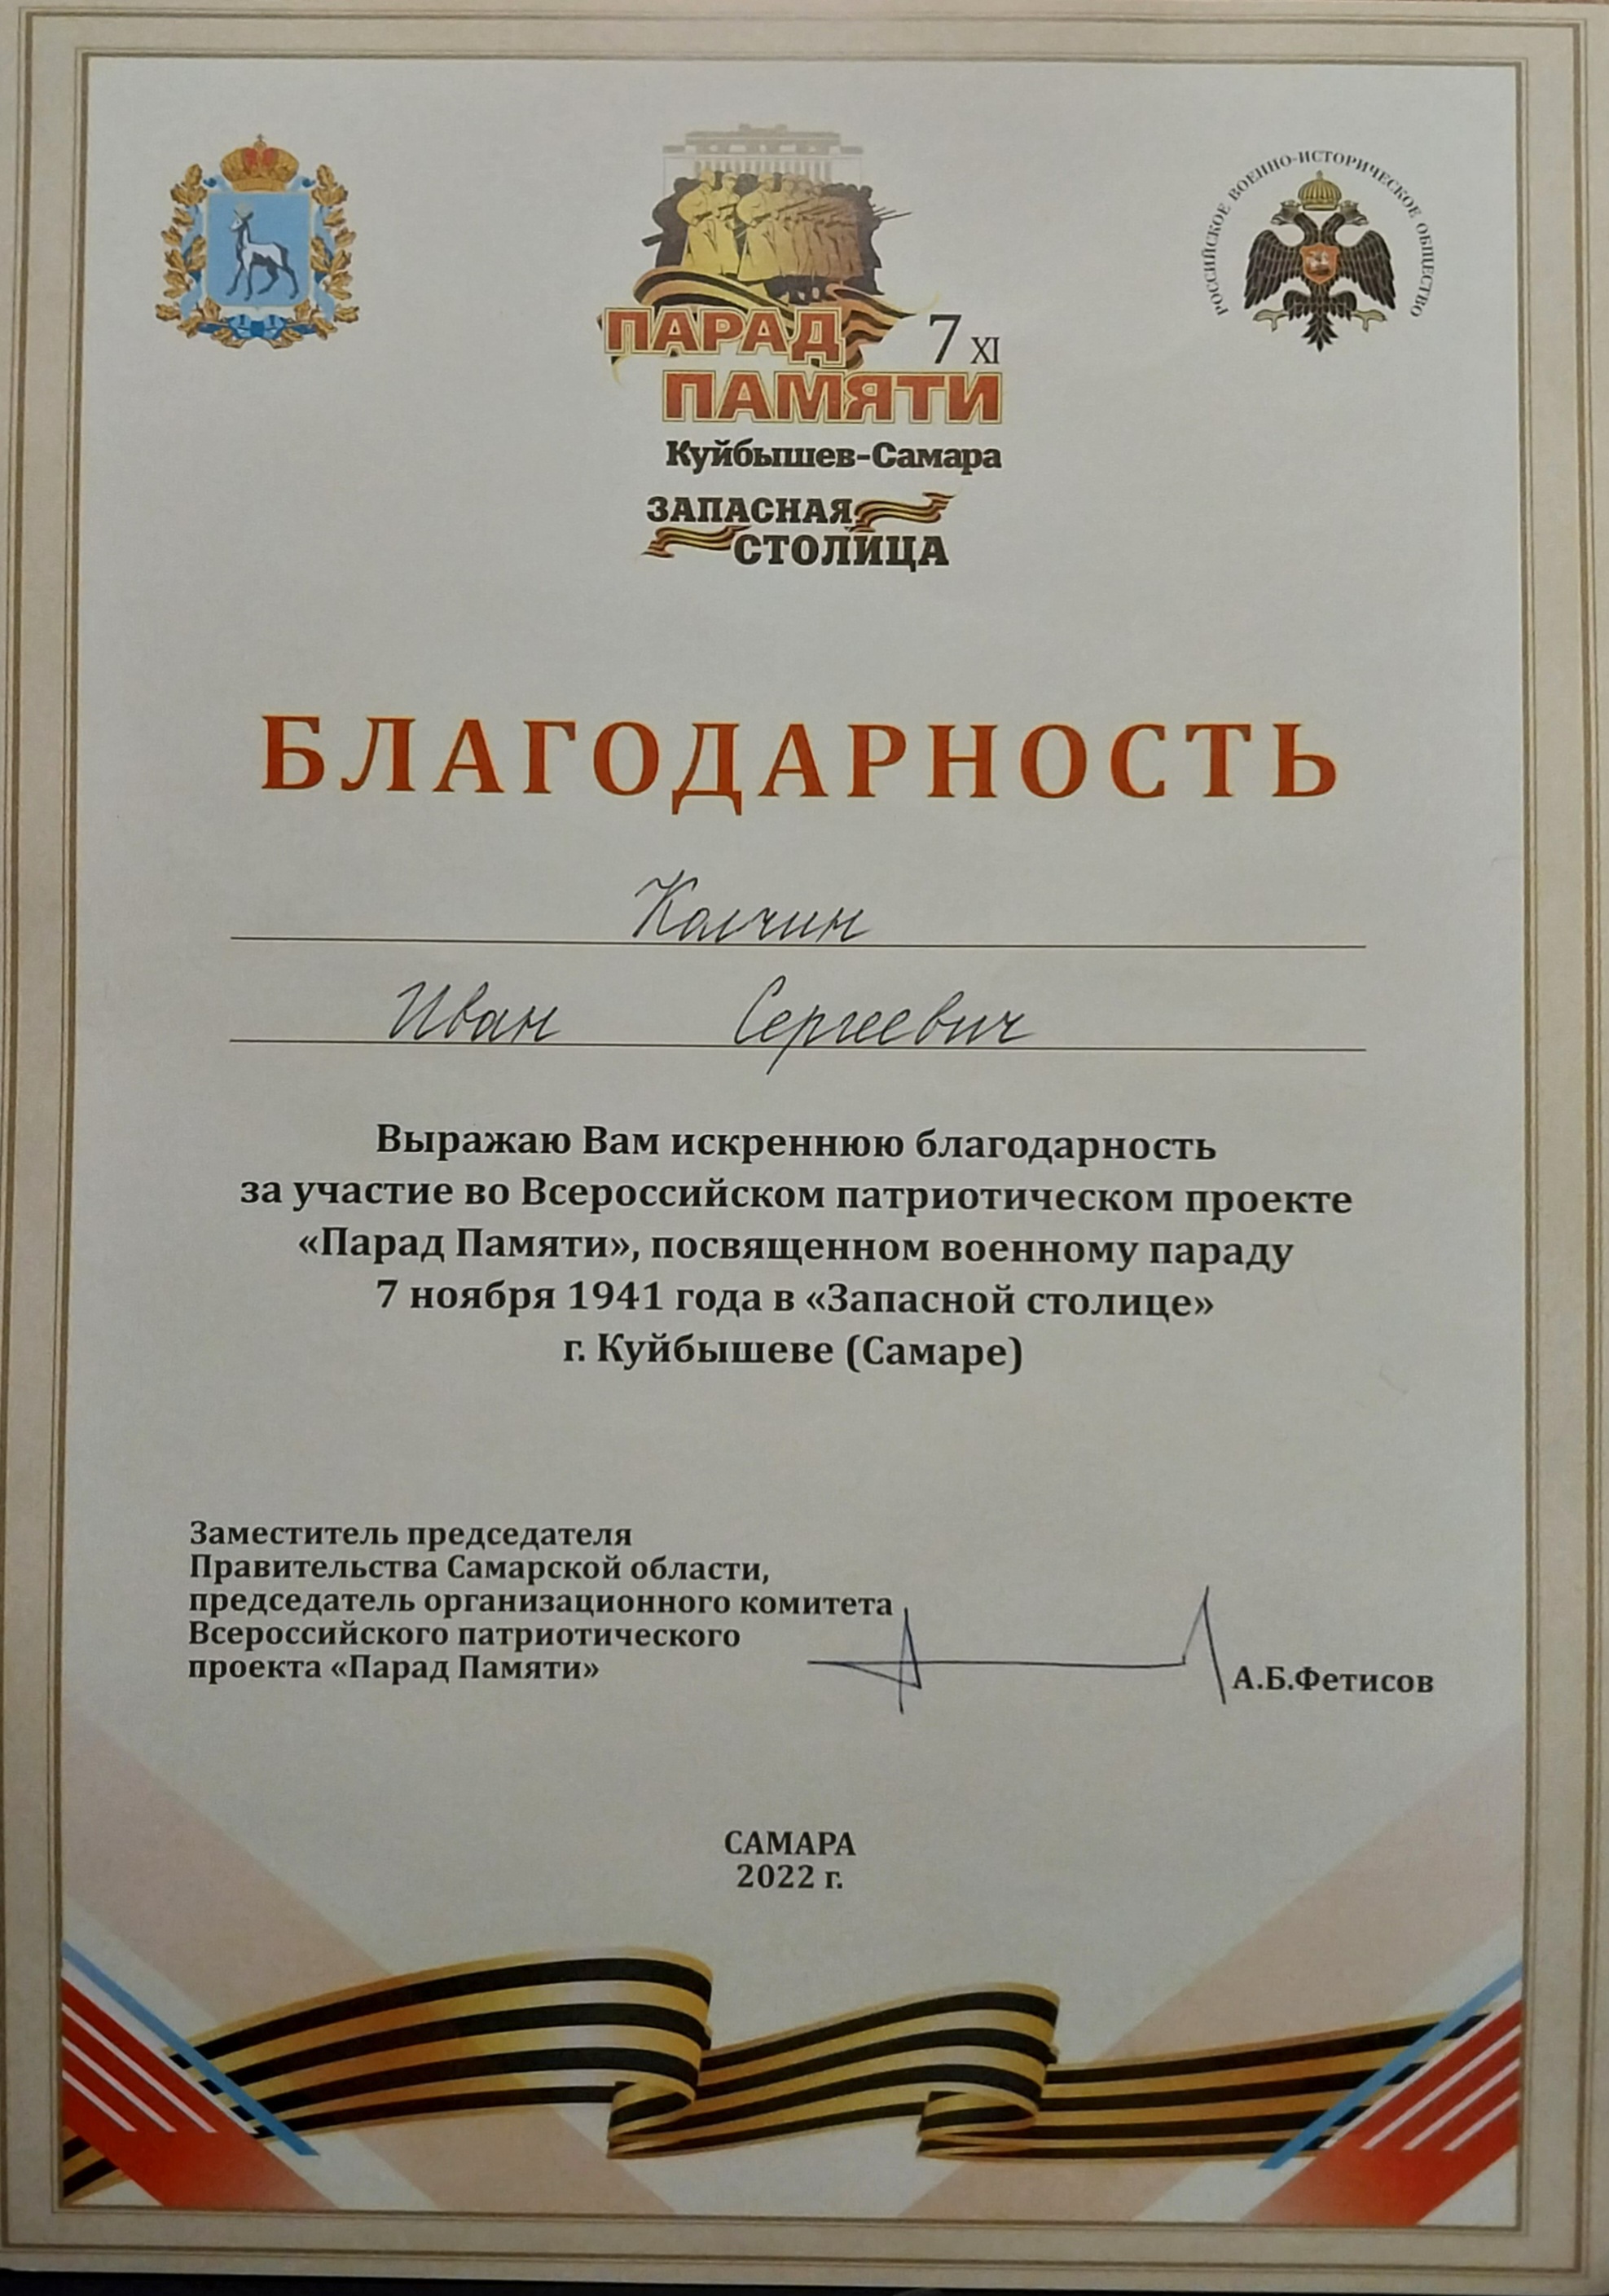 РОССИЙСКОЕ ВОЕННО-ИСТОРИЧЕСКОЕ ОБЩЕСТВО
ПАРАД 7 XI
ПАМЯТИ
Куйбышев-Самара
ЗАПАСНАЯ
СТОЛИЦА
БЛАГОДАРНОСТЬ
Колчин
Иван Сергеевич
Выражаю Вам искреннюю благодарность
за участие во Всероссийском патриотическом проекте
«Парад Памяти», посвященном военному параду
7 ноября 1941 года в «Запасной столице»
г. Куйбышеве (Самаре)
Заместитель председателя
Правительства Самарской области,
председатель организационного комитета
Всероссийского патриотического
проекта «Парад Памяти»
А.Б.Фетисов
САМАРА
2022 г.